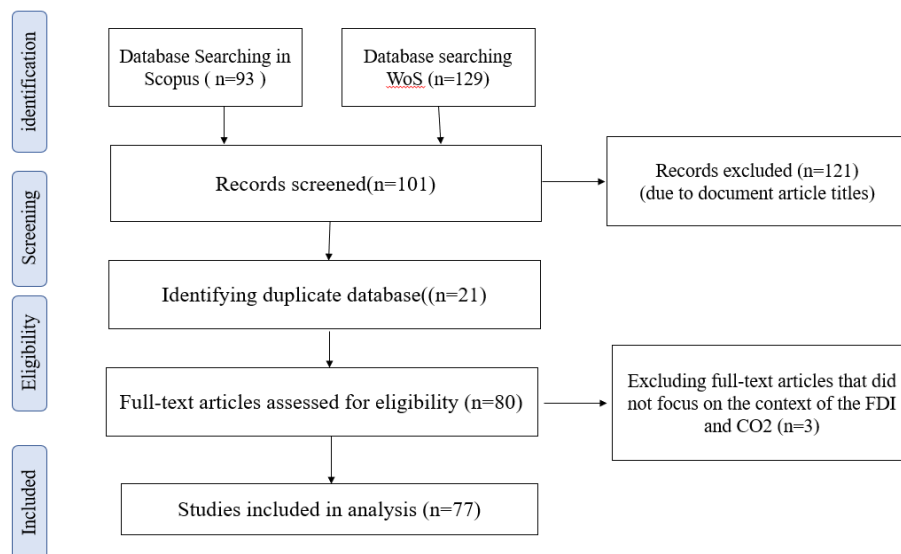 identification
Database Searching in
Scopus ( n=93 )
Database searching
WoS (n=129)
Screening
Records screened(n=101)
Records excluded (n=121)
(due to document article titles)
Identifying duplicate database((n=21)
Eligibility
Full-text articles assessed for eligibility (n=80)
Excluding full-text articles that did
not focus on the context of the FDI
and CO2 (n=3)
Included
Studies included in analysis (n=77)